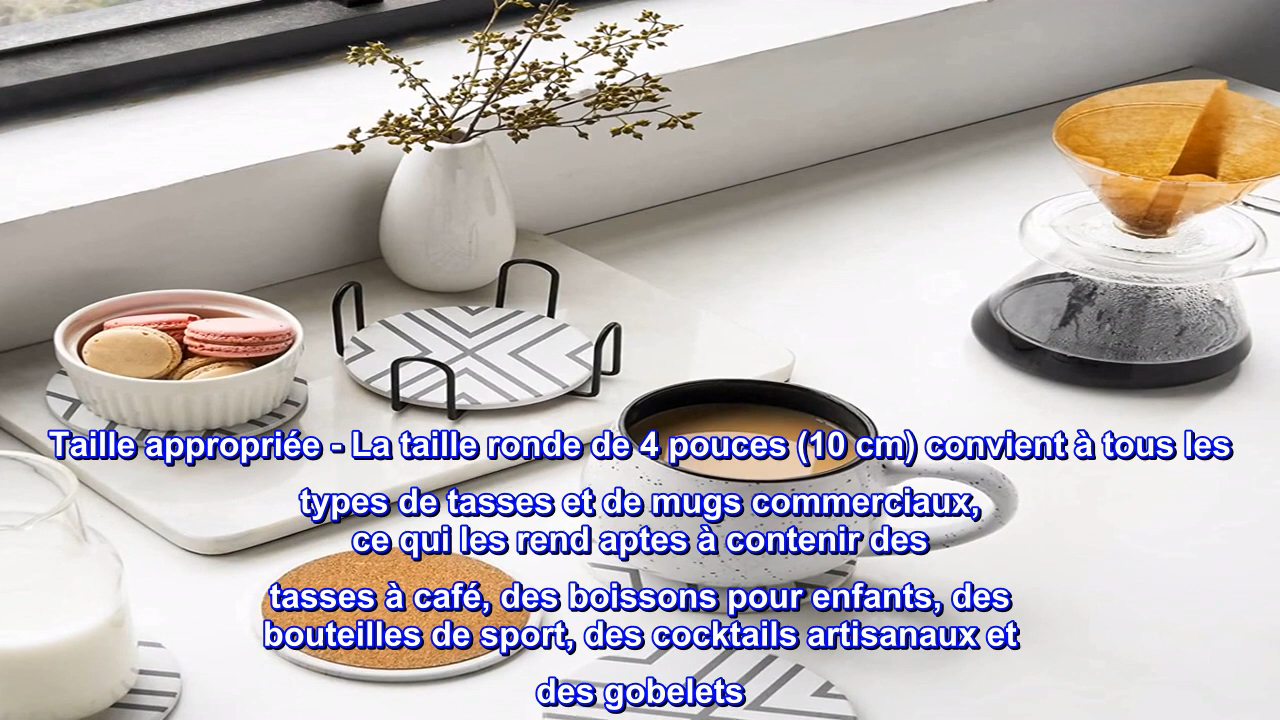 Taille appropriée - La taille ronde de 4 pouces (10 cm) convient à tous les
types de tasses et de mugs commerciaux,
ce qui les rend aptes à contenir des
tasses à café, des boissons pour enfants, des
bouteilles de sport, des cocktails artisanaux et
des gobelets